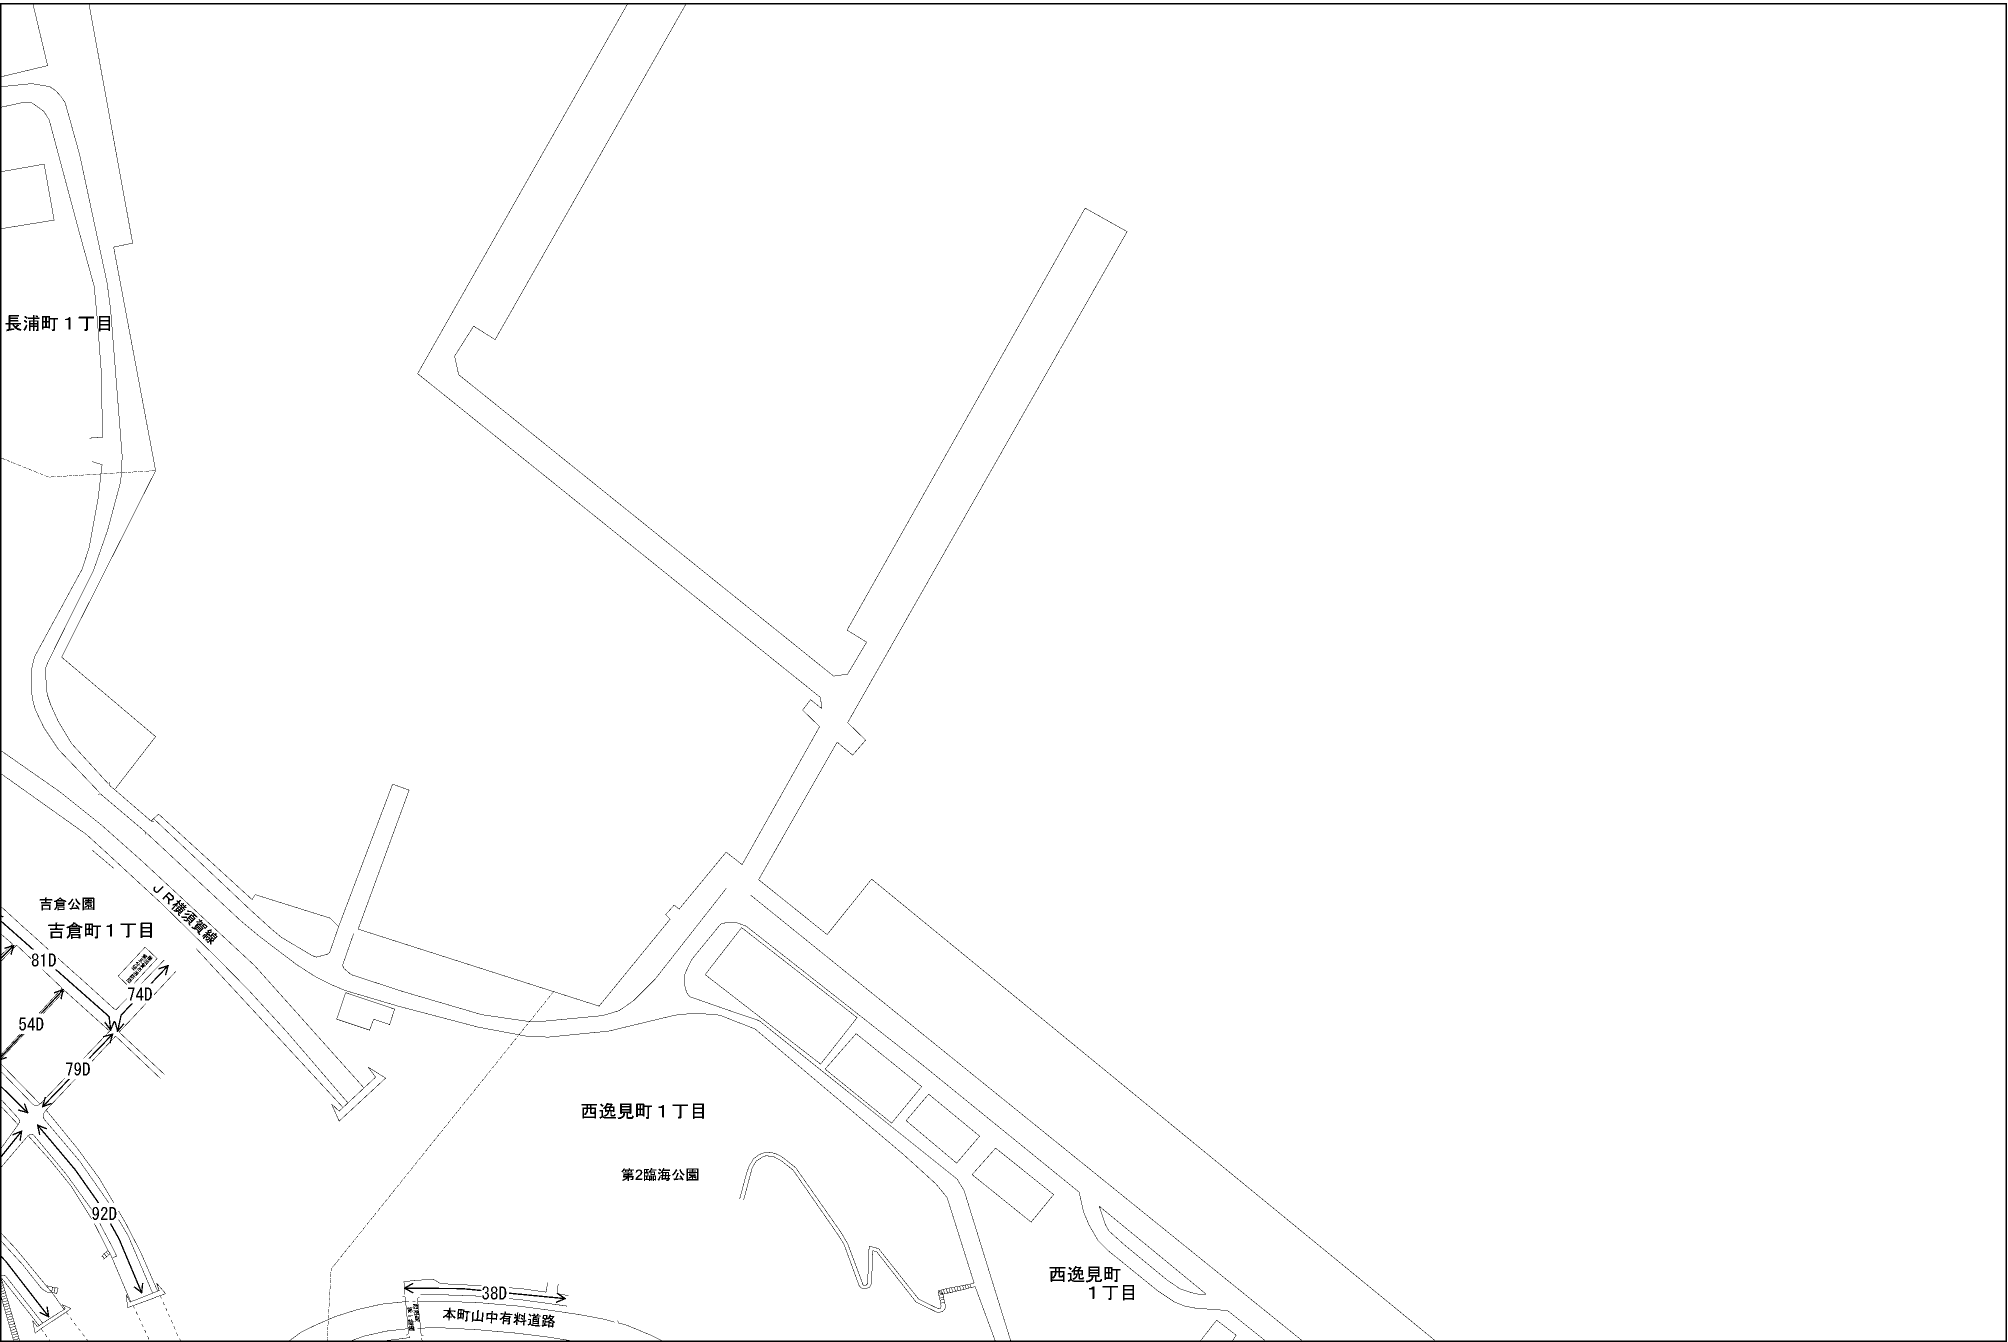 長浦町１丁目
吉倉公園
吉倉町１丁目
ＪＲ横須賀線
81D
74D
54D
79D
92D
西逸見町１丁目
第2臨海公園
西逸見町
１丁目
38D
本町山中有料道路